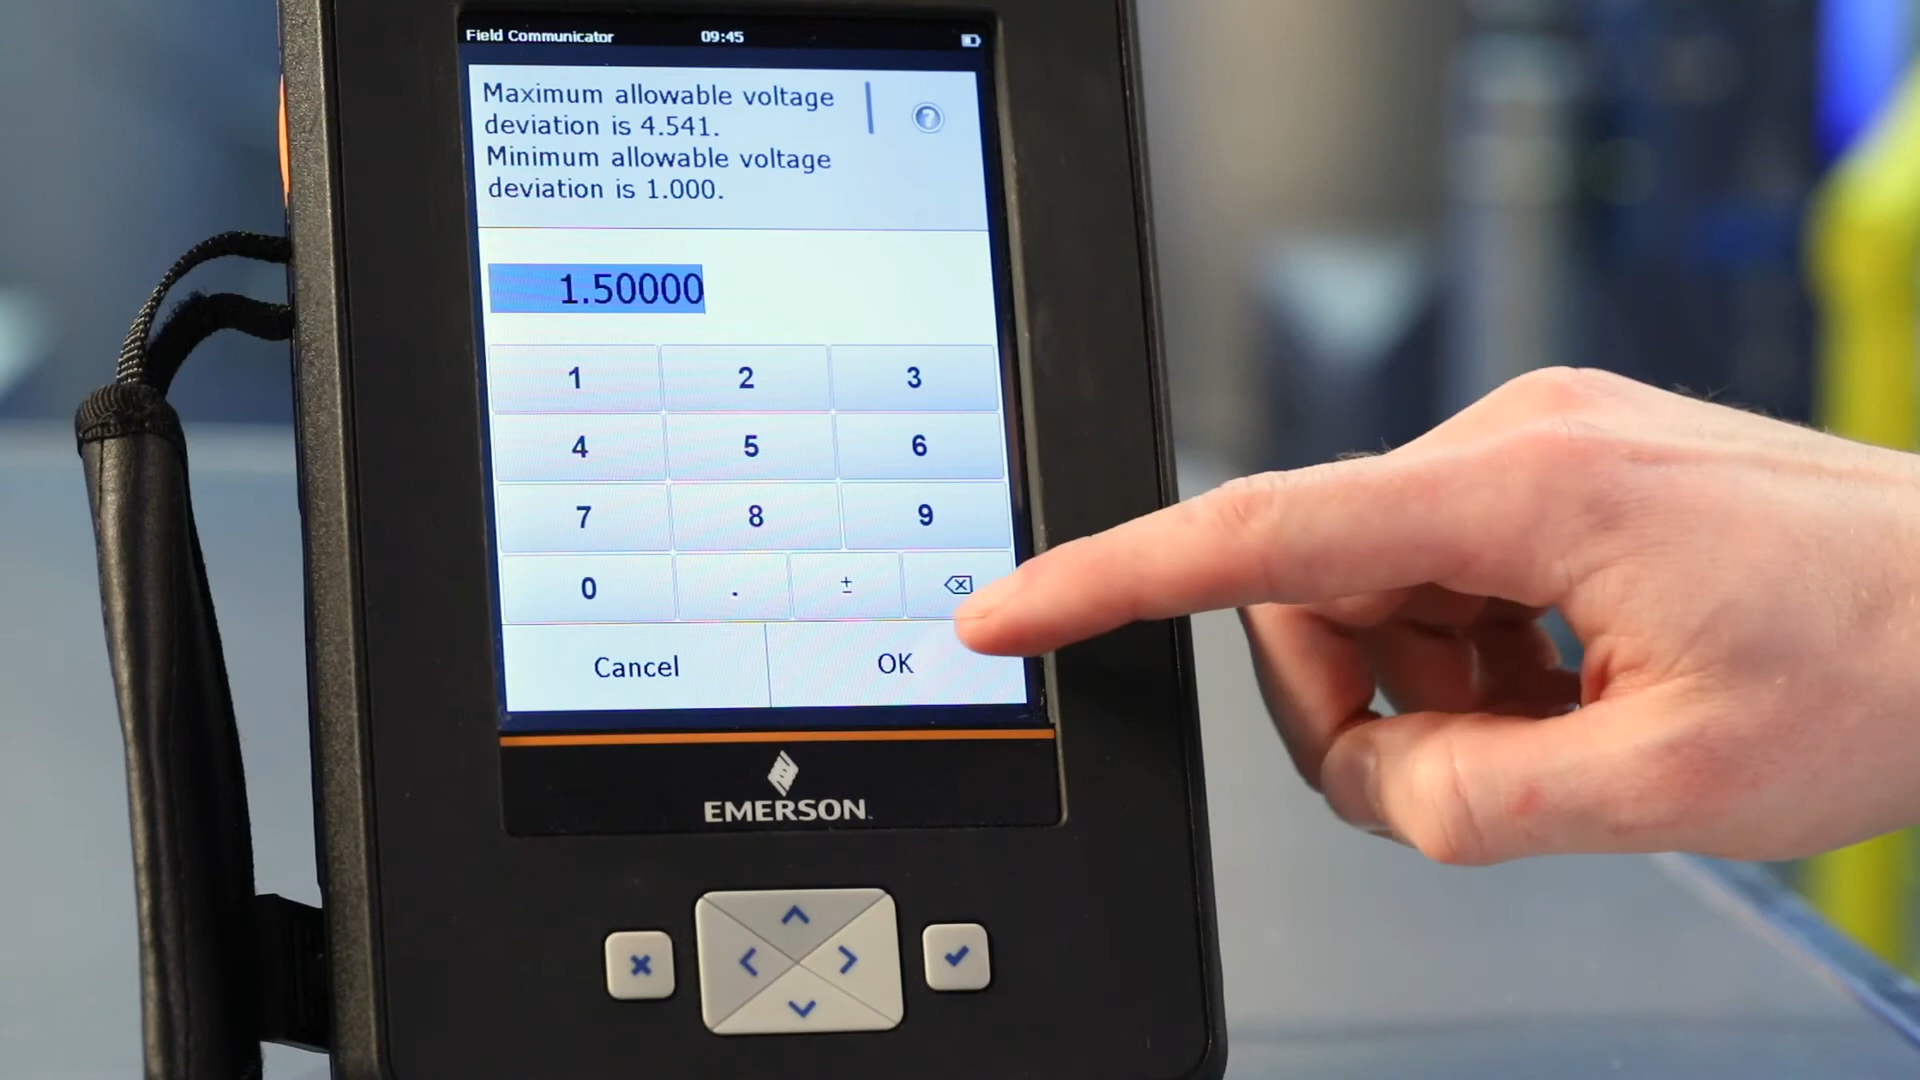 Field Communicator 09:45
Maximum allowable voltage
deviation is 4.541.
Minimum allowable voltage
deviation is 1.000.
?
1.50000
1 2 3
4 5 6
7 8 9
0 . ±
Cancel OK
EMERSON